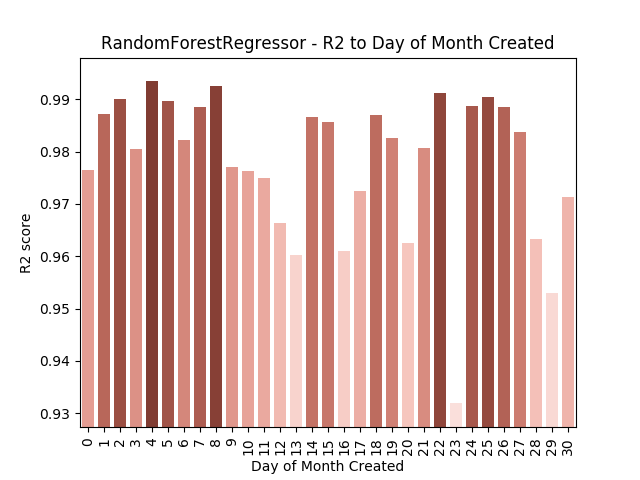 RandomForestRegressor - R2 to Day of Month Created
R2 score
0.99
0.98
0.97
0.96
0.95
0.94
0.93
0 1 2 3 4 5 6 7 8 9 10 11 12 13 14 15 16 17 18 19 20 21 22 23 24 25 26 27 28 29 30
Day of Month Created